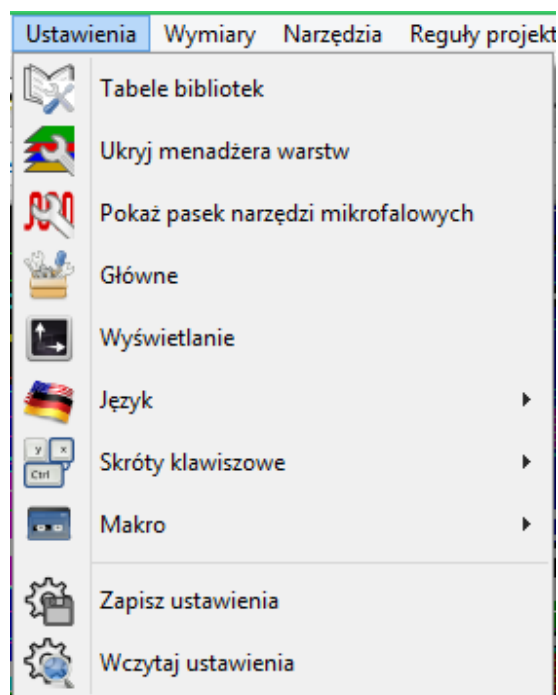 Ustawienia Wymiary Narzędzia Reguły projekt
Tabele bibliotek
Ukryj menadżera warstw
Pokaż pasek narzędzi mikrofalowych
Główne
Wyświetlanie
Język
y x
Ctrl
Skróty klawiszowe
Makro
Zapisz ustawienia
Wczytaj ustawienia